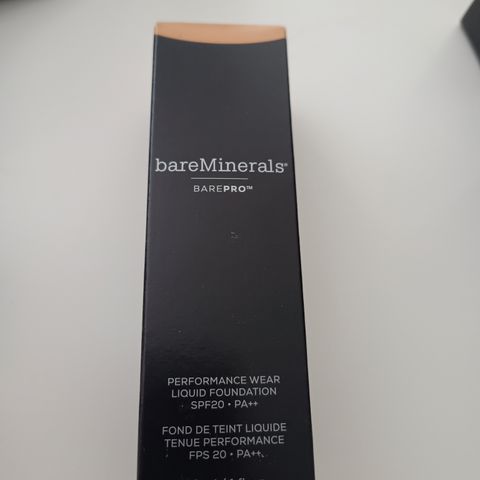 bareMinerals®
BAREPRO™
PERFORMANCE WEAR
LIQUID FOUNDATION
SPF20 • PA++
FOND DE TEINT LIQUIDE
TENUE PERFORMANCE
FPS 20 • PA++